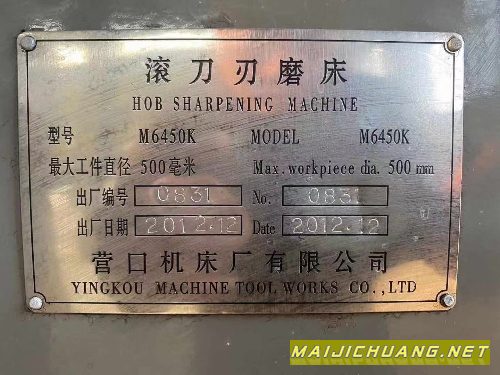 滚刀刃磨床
HOB SHARPENING MACHINE
型号 M6450K MODEL M6450K
最大工件直径 500毫米 Max.workpiece dia. 500 mm
出厂编号 0831 No. 0831
出厂日期 2012.12 Date 2012.12
营口机床厂有限公司
YINGKOU MACHINE TOOL WORKS CO.,LTD
MAIJICHUANG.NET